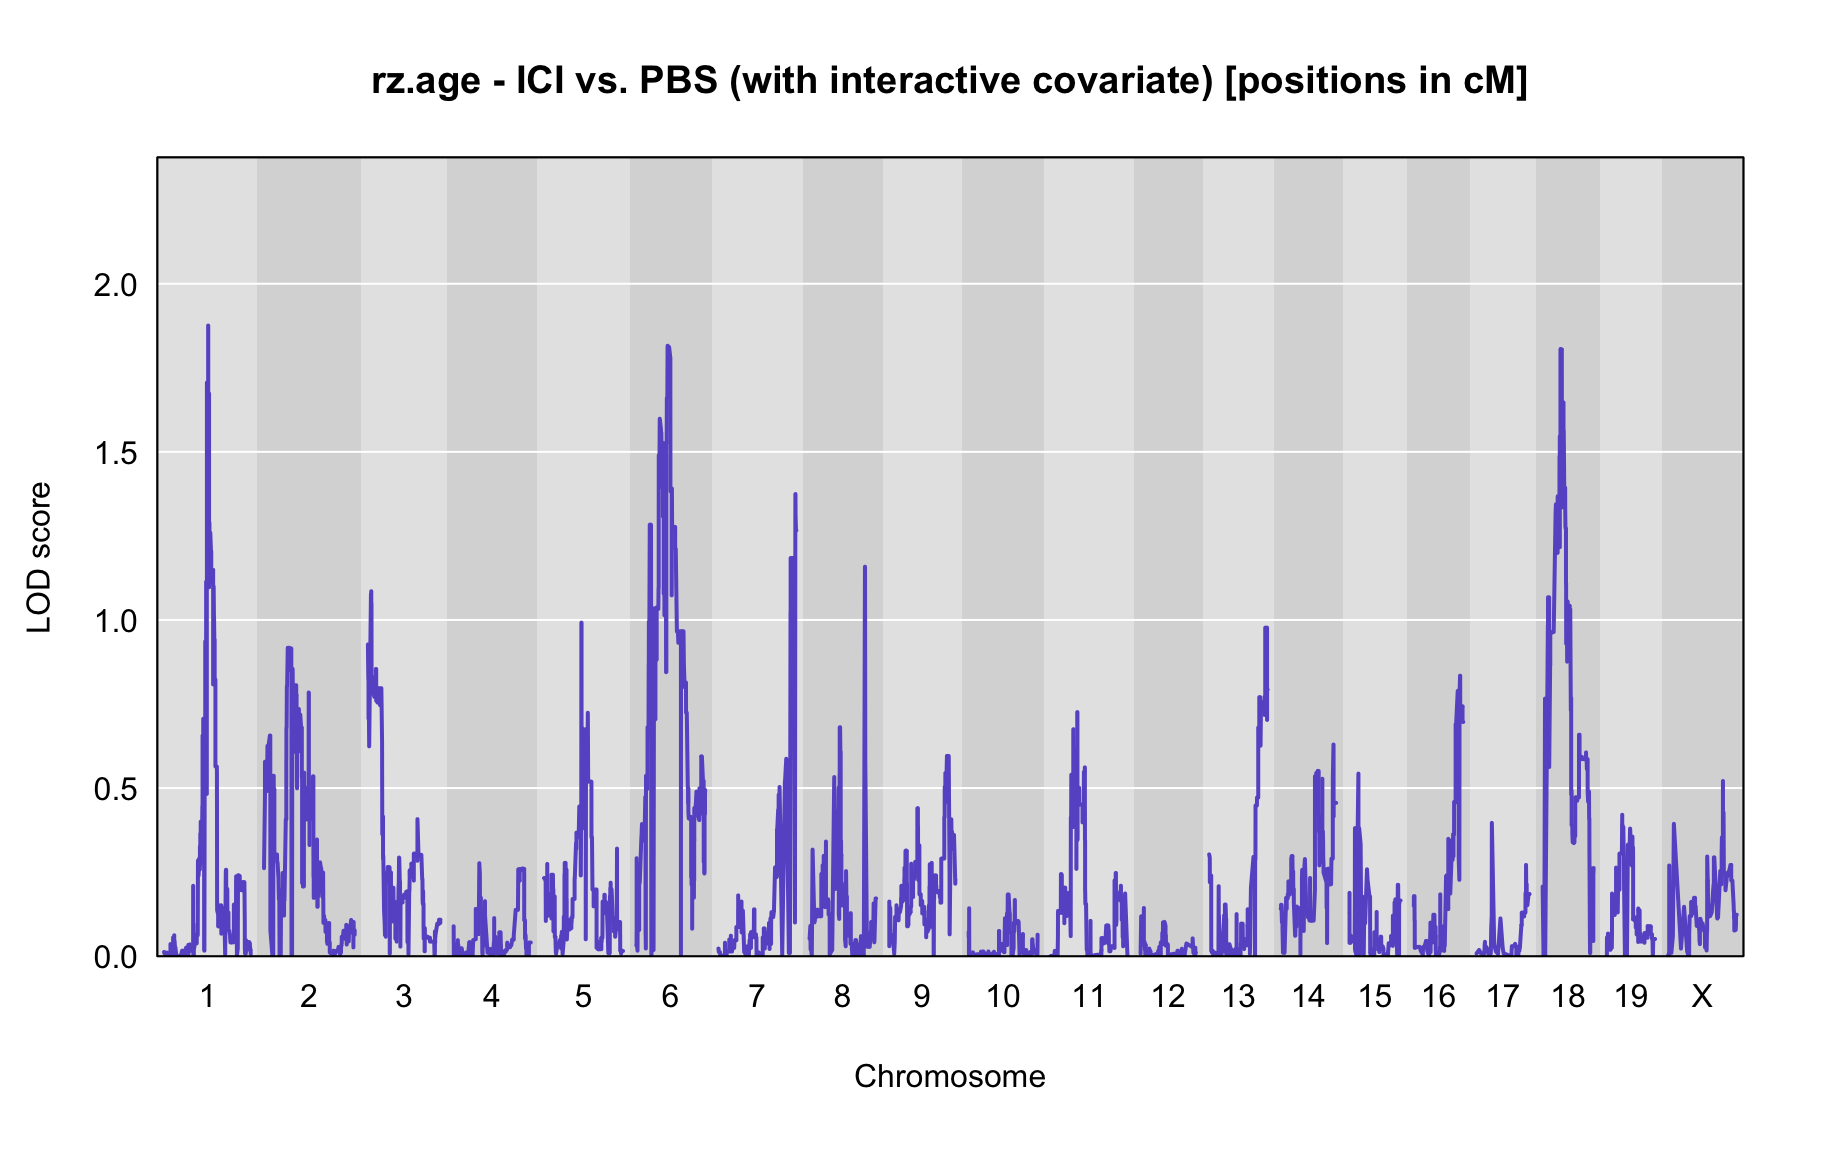 rz.age - ICI vs. PBS (with interactive covariate) [positions in cM]
LOD score
2.0
1.5
1.0
0.5
0.0
1 2 3 4 5 6 7 8 9 10 11 12 13 14 15 16 17 18 19 X
Chromosome